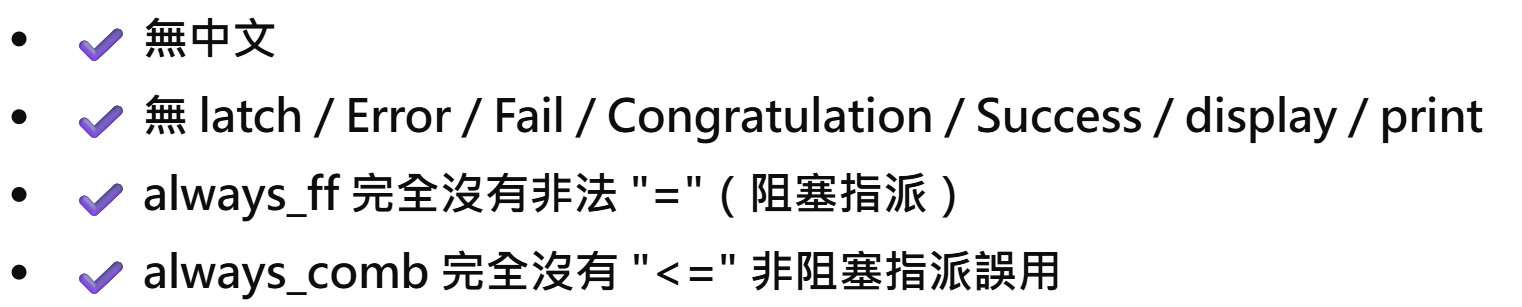 • ✔ 無中文
• ✔ 無 latch / Error / Fail / Congratulation / Success / display / print
• ✔ always_ff 完全沒有非法 "="（阻塞指派）
• ✔ always_comb 完全沒有 "<=" 非阻塞指派誤用